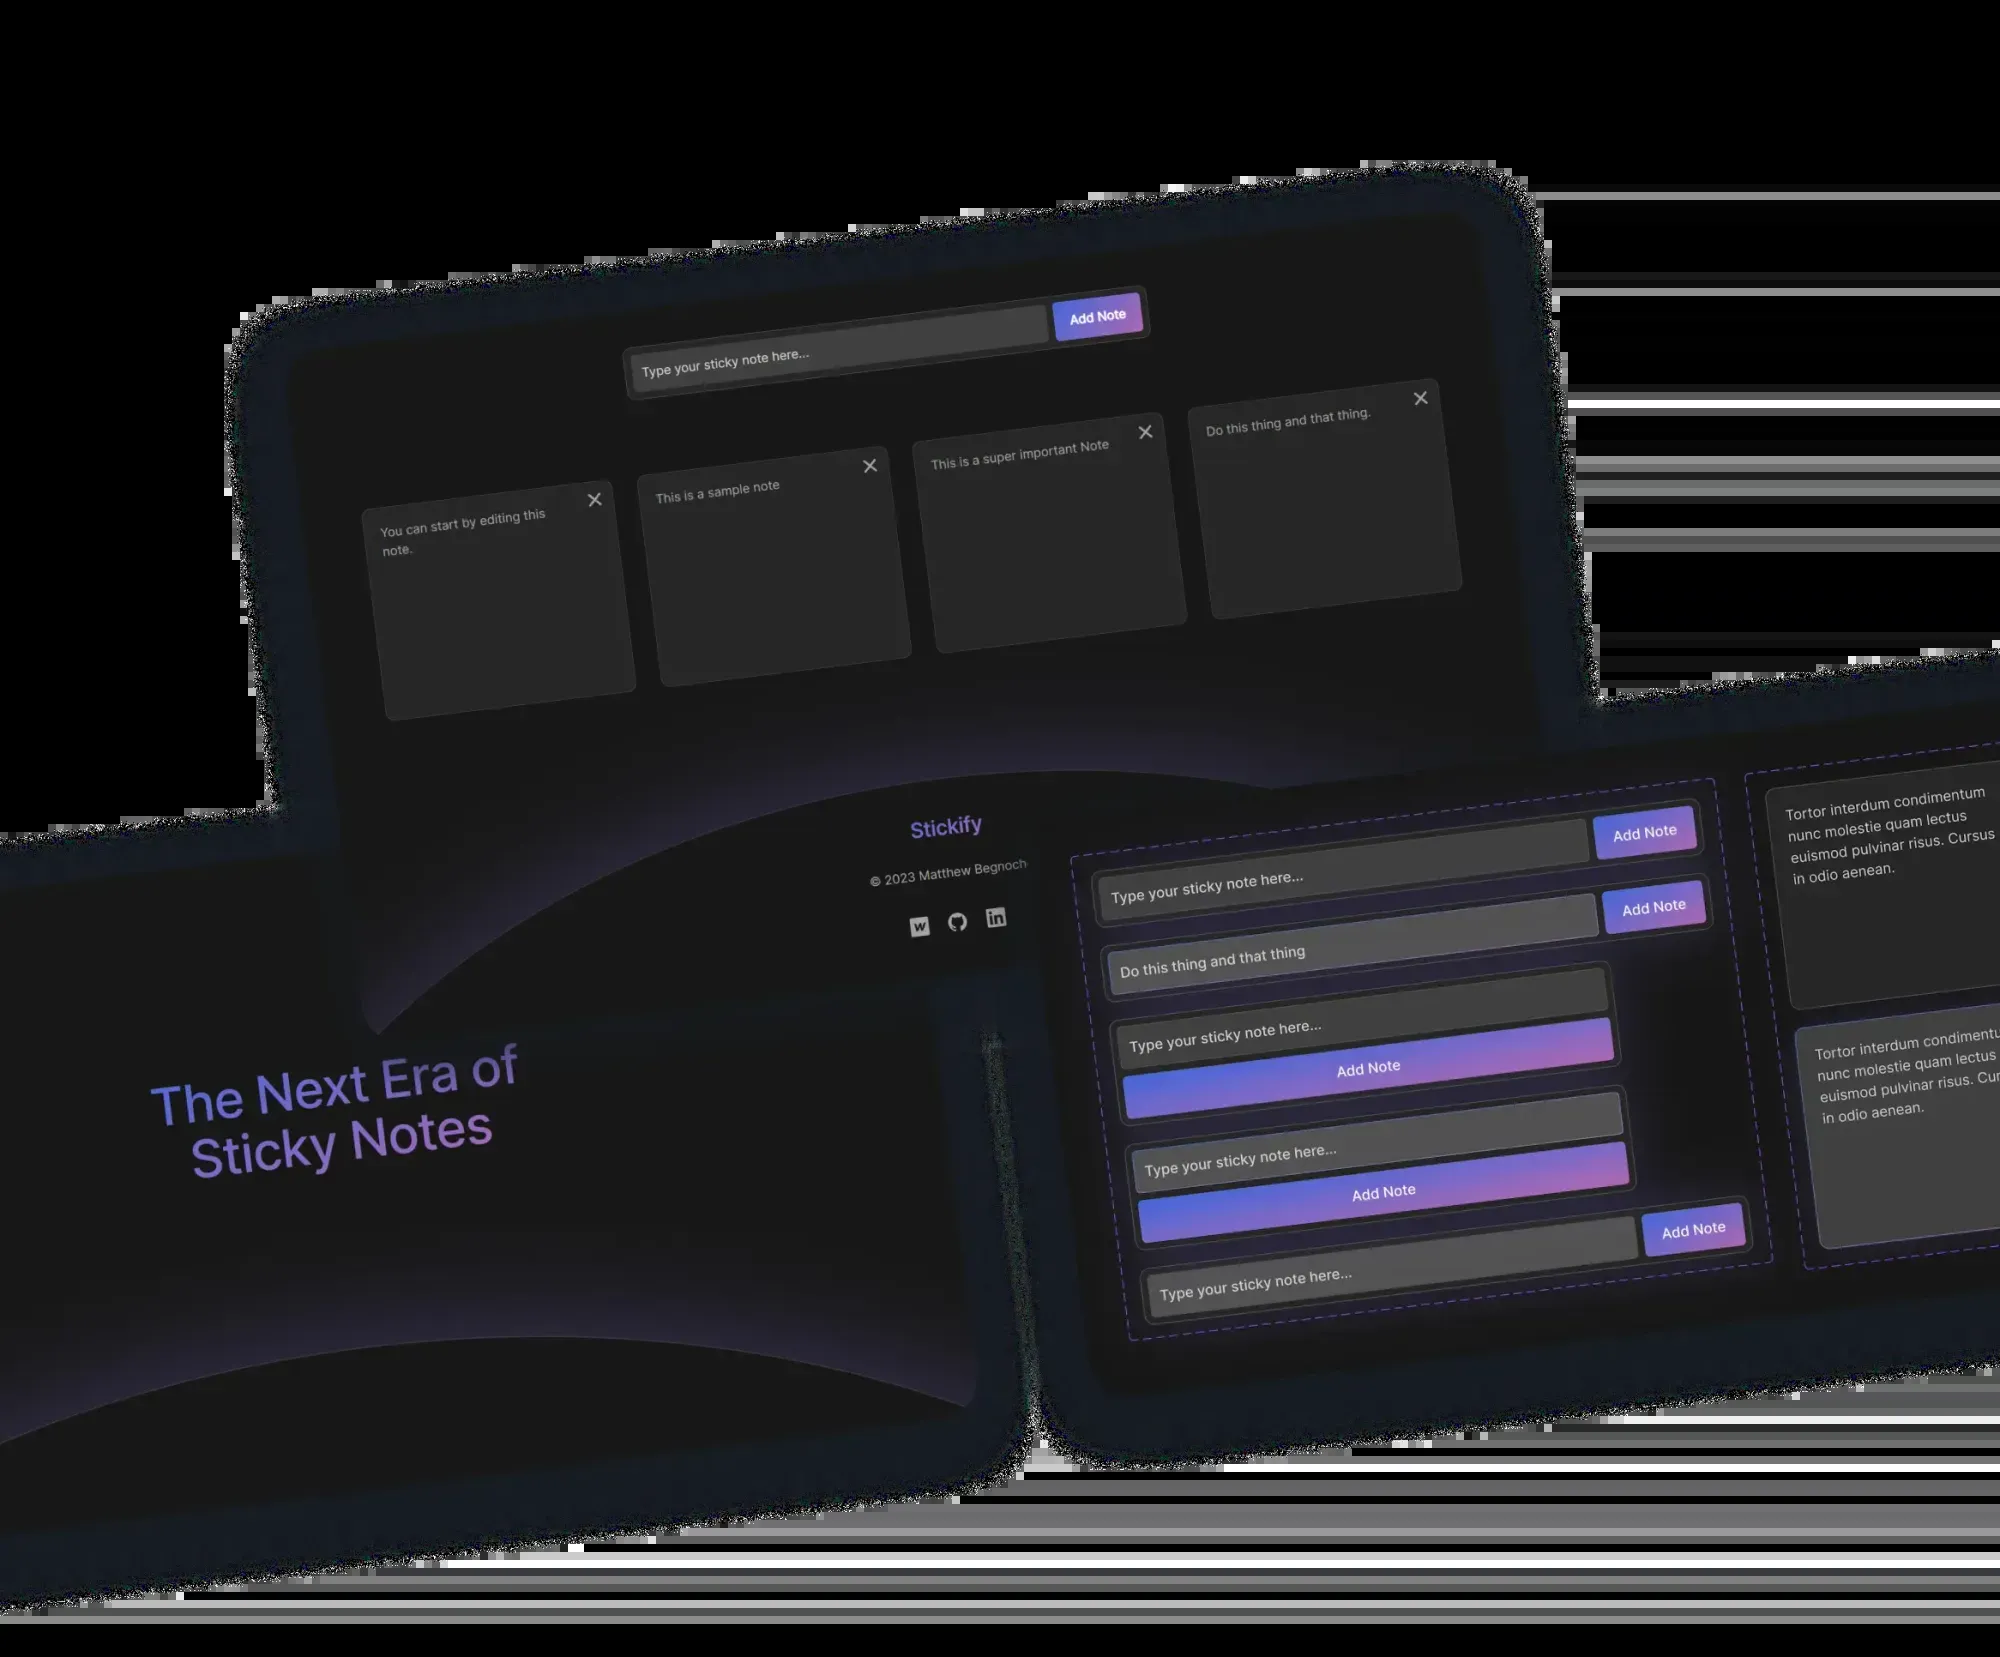 Type your sticky note here...
Add Note
You can start by editing this
note.
This is a sample note
This is a super important Note
Do this thing and that thing.
Stickify
© 2023 Matthew Begnoch
The Next Era of
Sticky Notes
Type your sticky note here...
Add Note
Do this thing and that thing
Add Note
Type your sticky note here...
Add Note
Type your sticky note here...
Add Note
Type your sticky note here...
Add Note
Tortor interdum condimentum
nunc molestie quam lectus
euismod pulvinar risus. Cursus
in odio aenean.
Tortor interdum condimentu
nunc molestie quam lectus
euismod pulvinar risus. Cur
in odio aenean.